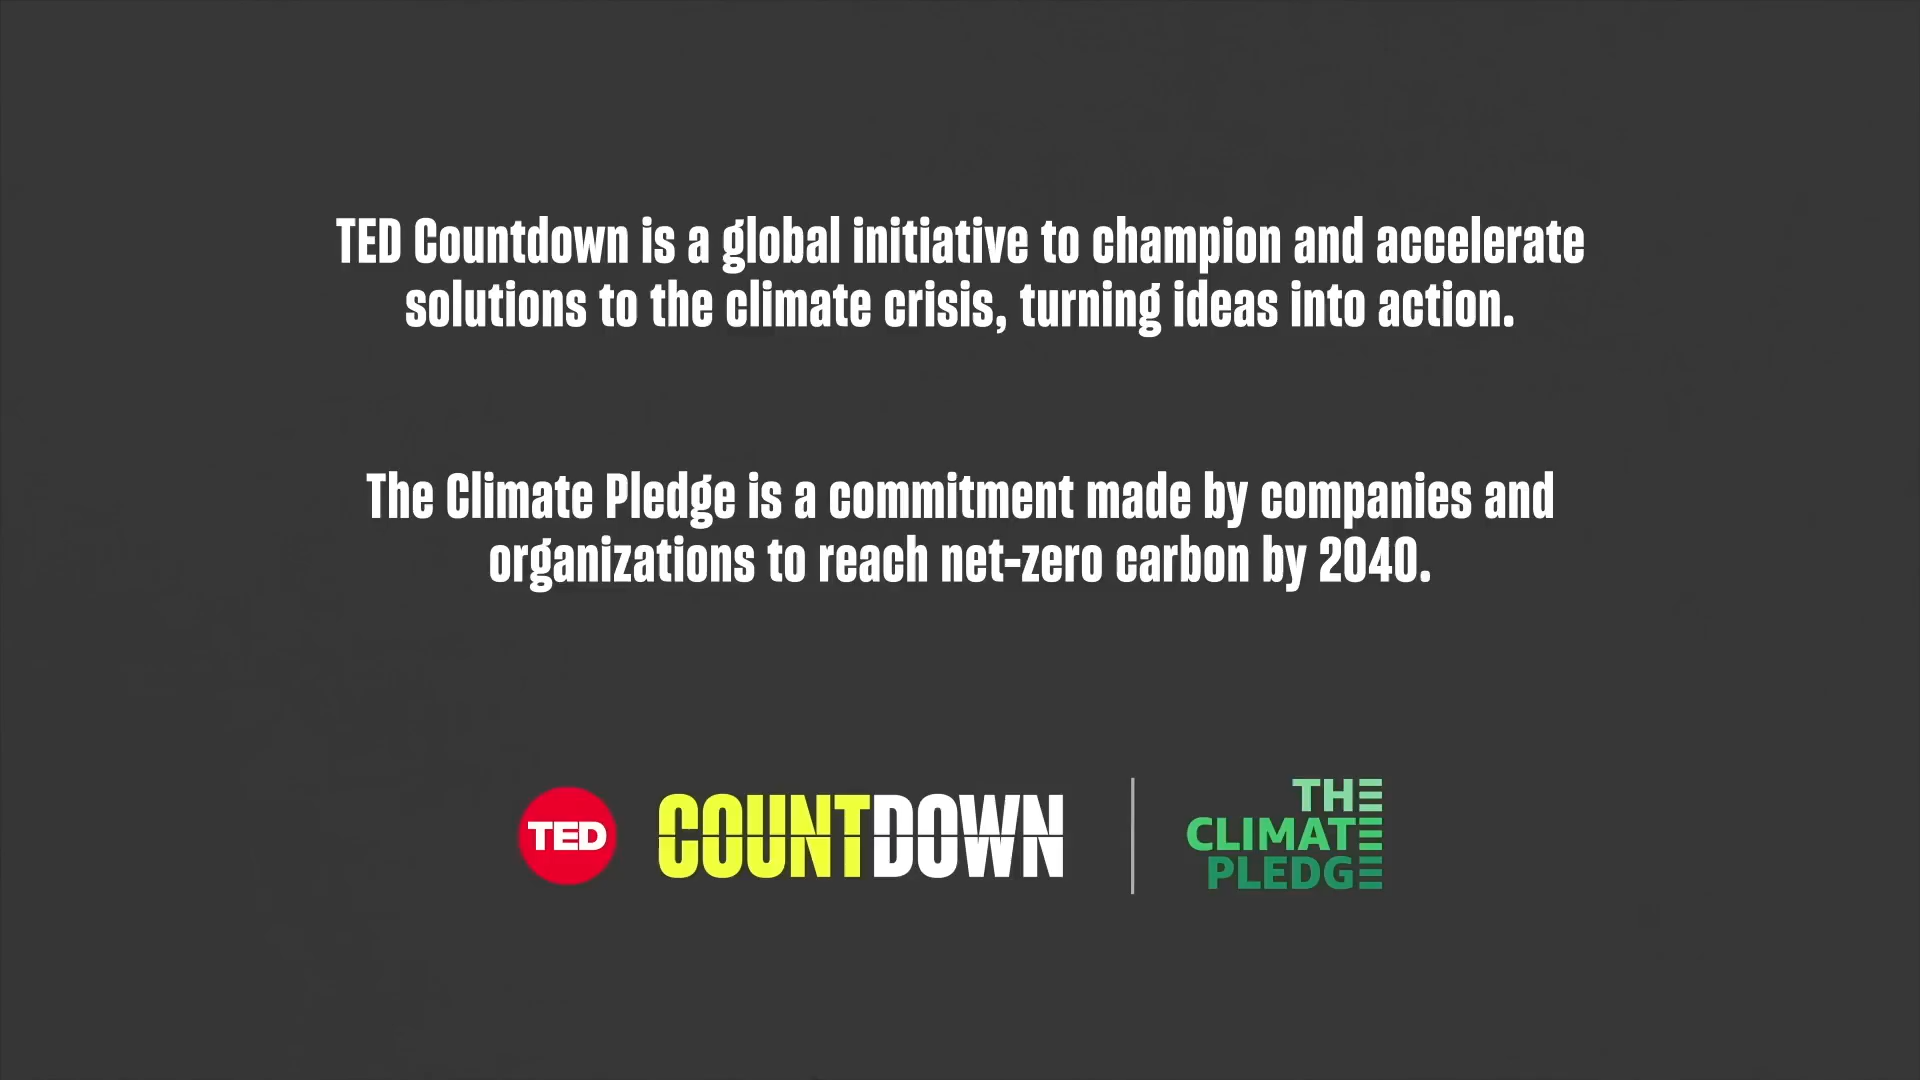 TED Countdown is a global initiative to champion and accelerate
solutions to the climate crisis, turning ideas into action.
The Climate Pledge is a commitment made by companies and
organizations to reach net-zero carbon by 2040.
TED COUNTDOWN
THE
CLIMATE
PLEDGE